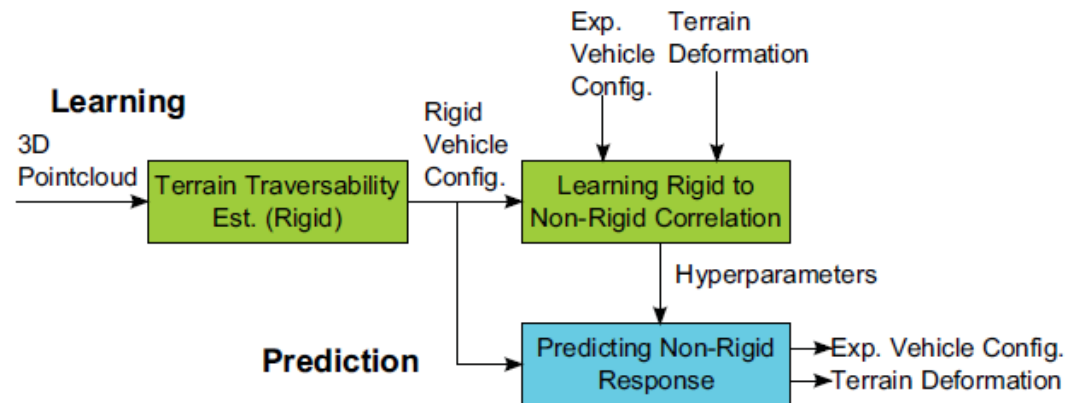 Exp.
Vehicle
Config.
Terrain
Deformation
Learning
3D
Pointcloud
Rigid
Vehicle
Config.
Terrain Traversability
Est. (Rigid)
Learning Rigid to
Non-Rigid Correlation
Hyperparameters
Prediction
Predicting Non-Rigid
Response
Exp. Vehicle Config.
Terrain Deformation